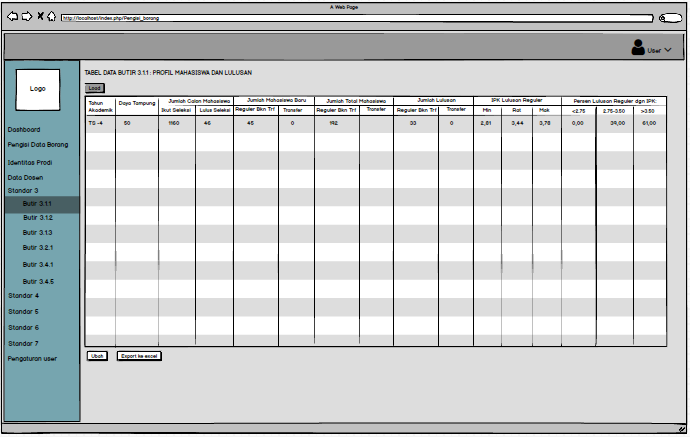 A Web Page
http://localhost/index.php/Pengisi_borang
User
Logo
TABEL DATA BUTIR 3.1.1 : PROFIL MAHASISWA DAN LULUSAN
Load
Tahun Akademik Daya Tampung Jumlah Calon Mahasiswa Jumlah Mahasiswa Baru Jumlah Total Mahasiswa Jumlah Lulusan IPK Lulusan Reguler Persen Lulusan Reguler dgn IPK
Ikut Seleksi Lulus Seleksi Reguler Bkn Trf Transfer Reguler Bkn Trf Transfer Reguler Bkn Trf Transfer Min Rat Mak <2.75 2.75-3.50 >3.50
TS -4 50 1160 46 45 0 192 33 0 2,81 3,44 3,78 0,00 39,00 61,00
Dashboard
Pengisi Data Borang
Identitas Prodi
Data Dosen
Standar 3
Butir 3.1.1
Butir 3.1.2
Butir 3.1.3
Butir 3.2.1
Butir 3.4.1
Butir 3.4.5
Standar 4
Standar 5
Standar 6
Standar 7
Pengaturan user
Ubah
Export ke excel